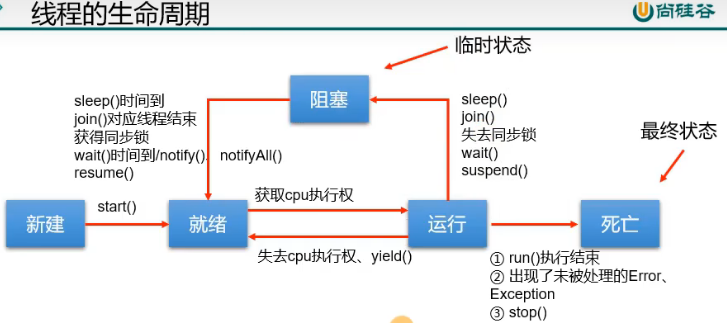 线程的生命周期
尚硅谷
临时状态
阻塞
sleep()时间到
join()对应线程结束
获得同步锁
wait()时间到/notify()、notifyAll()
resume()
sleep()
join()
失去同步锁
wait()
suspend()
最终状态
新建
start()
就绪
获取cpu执行权
失去cpu执行权、yield()
运行
死亡
① run()执行结束
② 出现了未被处理的Error、
Exception
③ stop()